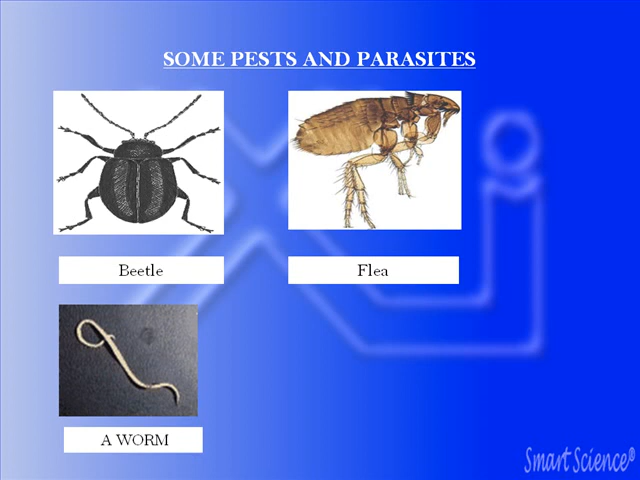 SOME PESTS AND PARASITES
Beetle
Flea
A WORM
Smart Science®